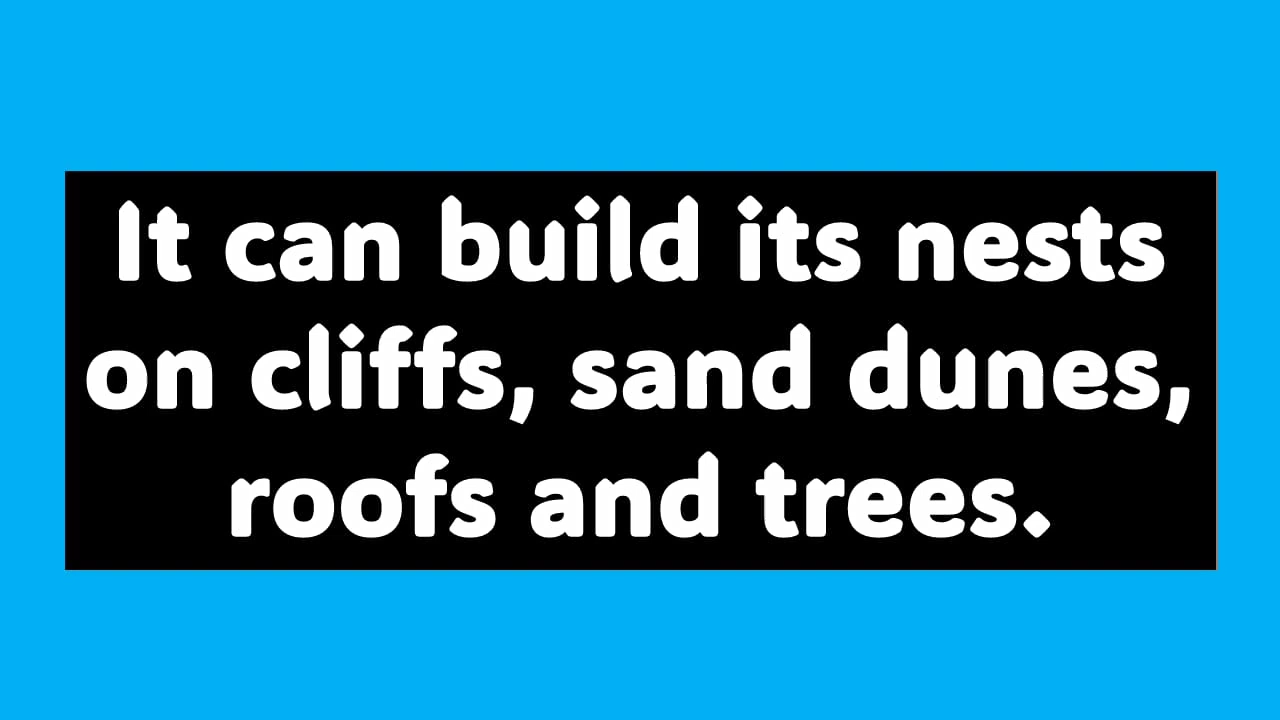 It can build its nests
on cliffs, sand dunes,
roofs and trees.